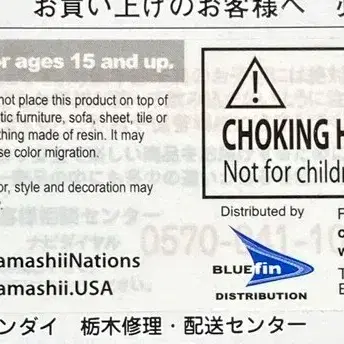 お買い上げのお客様へ
or ages 15 and up.
not place this product on top of
tic furniture, sofa, sheet, tile or
thing made of resin. It may
se color migration.
or, style and decoration may
amashiiNations
amashii.USA
CHOKING H
Not for childr
Distributed by
BLUEfin
DISTRIBUTION
0570-041-10
ンダイ 栃木修理・配送センター